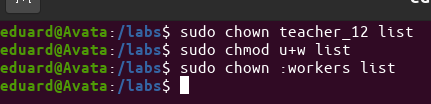 eduard@Avata:/labs$ sudo chown teacher_12 list
eduard@Avata:/labs$ sudo chmod u+w list
eduard@Avata:/labs$ sudo chown :workers list
eduard@Avata:/labs$